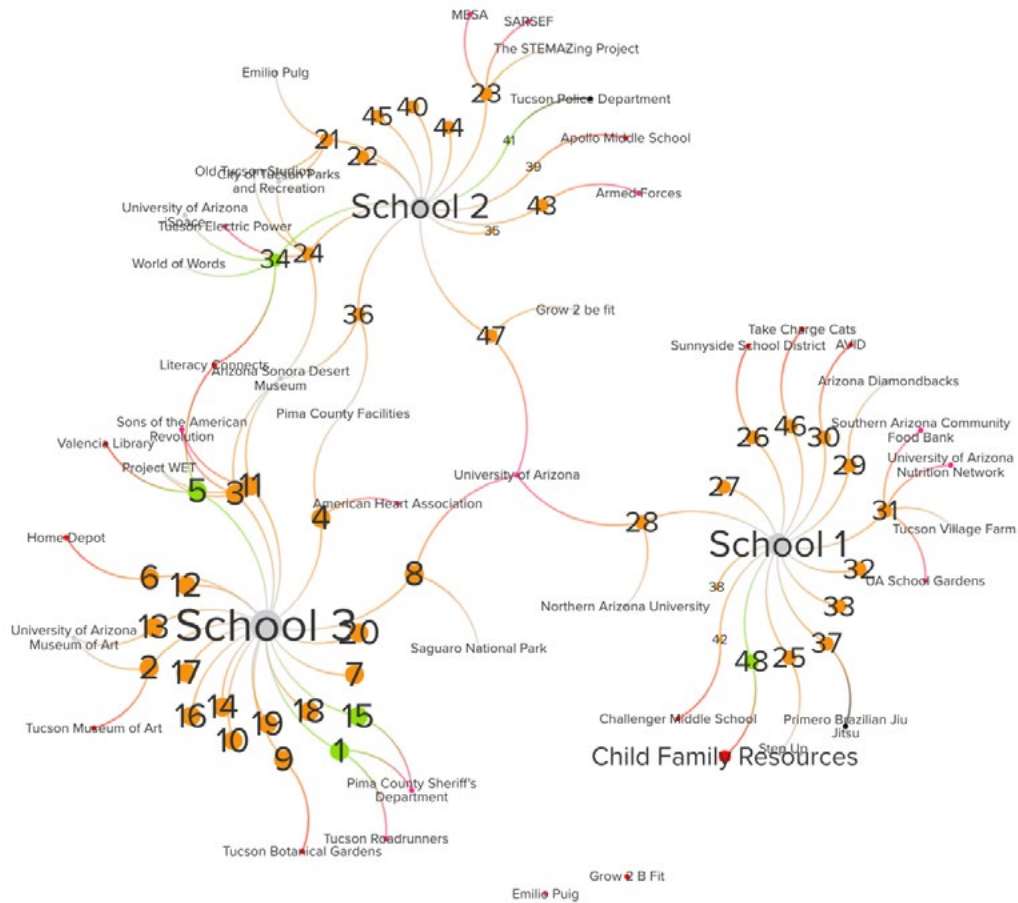 MESA
SARSEF
The STEMAZing Project
Emilio Pulg
23
Tucson Police Department
45
40
44
21
22
41
Apollo Middle School
39
Old Tucson Studios
City of Tucson Parks
and Recreation
Armed Forces
43
School 2
University of Arizona
iSpace
Tucson Electric Power
35
34
24
World of Words
36
Grow 2 be fit
47
Take Charge Cats
Sunnyside School District
AVID
Literacy Connects
Arizona Sonora Desert
Museum
Arizona Diamondbacks
Pima County Facilities
Sons of the American
Revolution
Southern Arizona Community
Food Bank
26
46
30
Valencia Library
Project WET
29
University of Arizona
Nutrition Network
University of Arizona
5
3
11
27
American Heart Association
4
28
31
Tucson Village Farm
Home Depot
School 1
6
12
8
32
UA School Gardens
38
Northern Arizona University
33
University of Arizona
Museum of Art
13
School 3
20
42
37
Saguaro National Park
2
17
7
48
25
16
14
18
15
Tucson Museum of Art
10
19
Challenger Middle School
Primero Brazilian Jiu
Jitsu
9
1
Step Up
Child Family Resources
Pima County Sheriff's
Department
Tucson Roadrunners
Tucson Botanical Gardens
Grow 2 B Fit
Emilio Puig